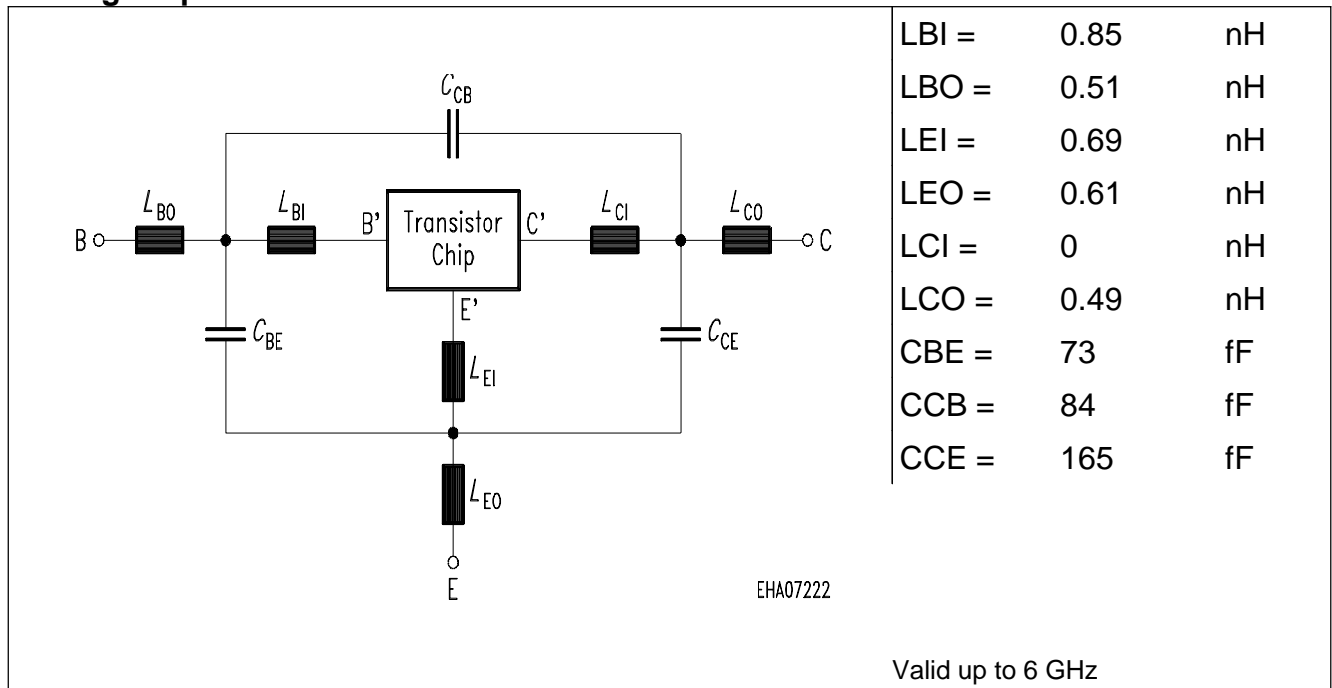 C_CB
L_BO
L_BI
B'
Transistor
Chip
C'
L_CI
L_CO
B
C
E'
C_BE
C_CE
L_EI
L_EO
E
EHA07222
LBI = 0.85 nH
LBO = 0.51 nH
LEI = 0.69 nH
LEO = 0.61 nH
LCI = 0 nH
LCO = 0.49 nH
CBE = 73 fF
CCB = 84 fF
CCE = 165 fF
Valid up to 6 GHz